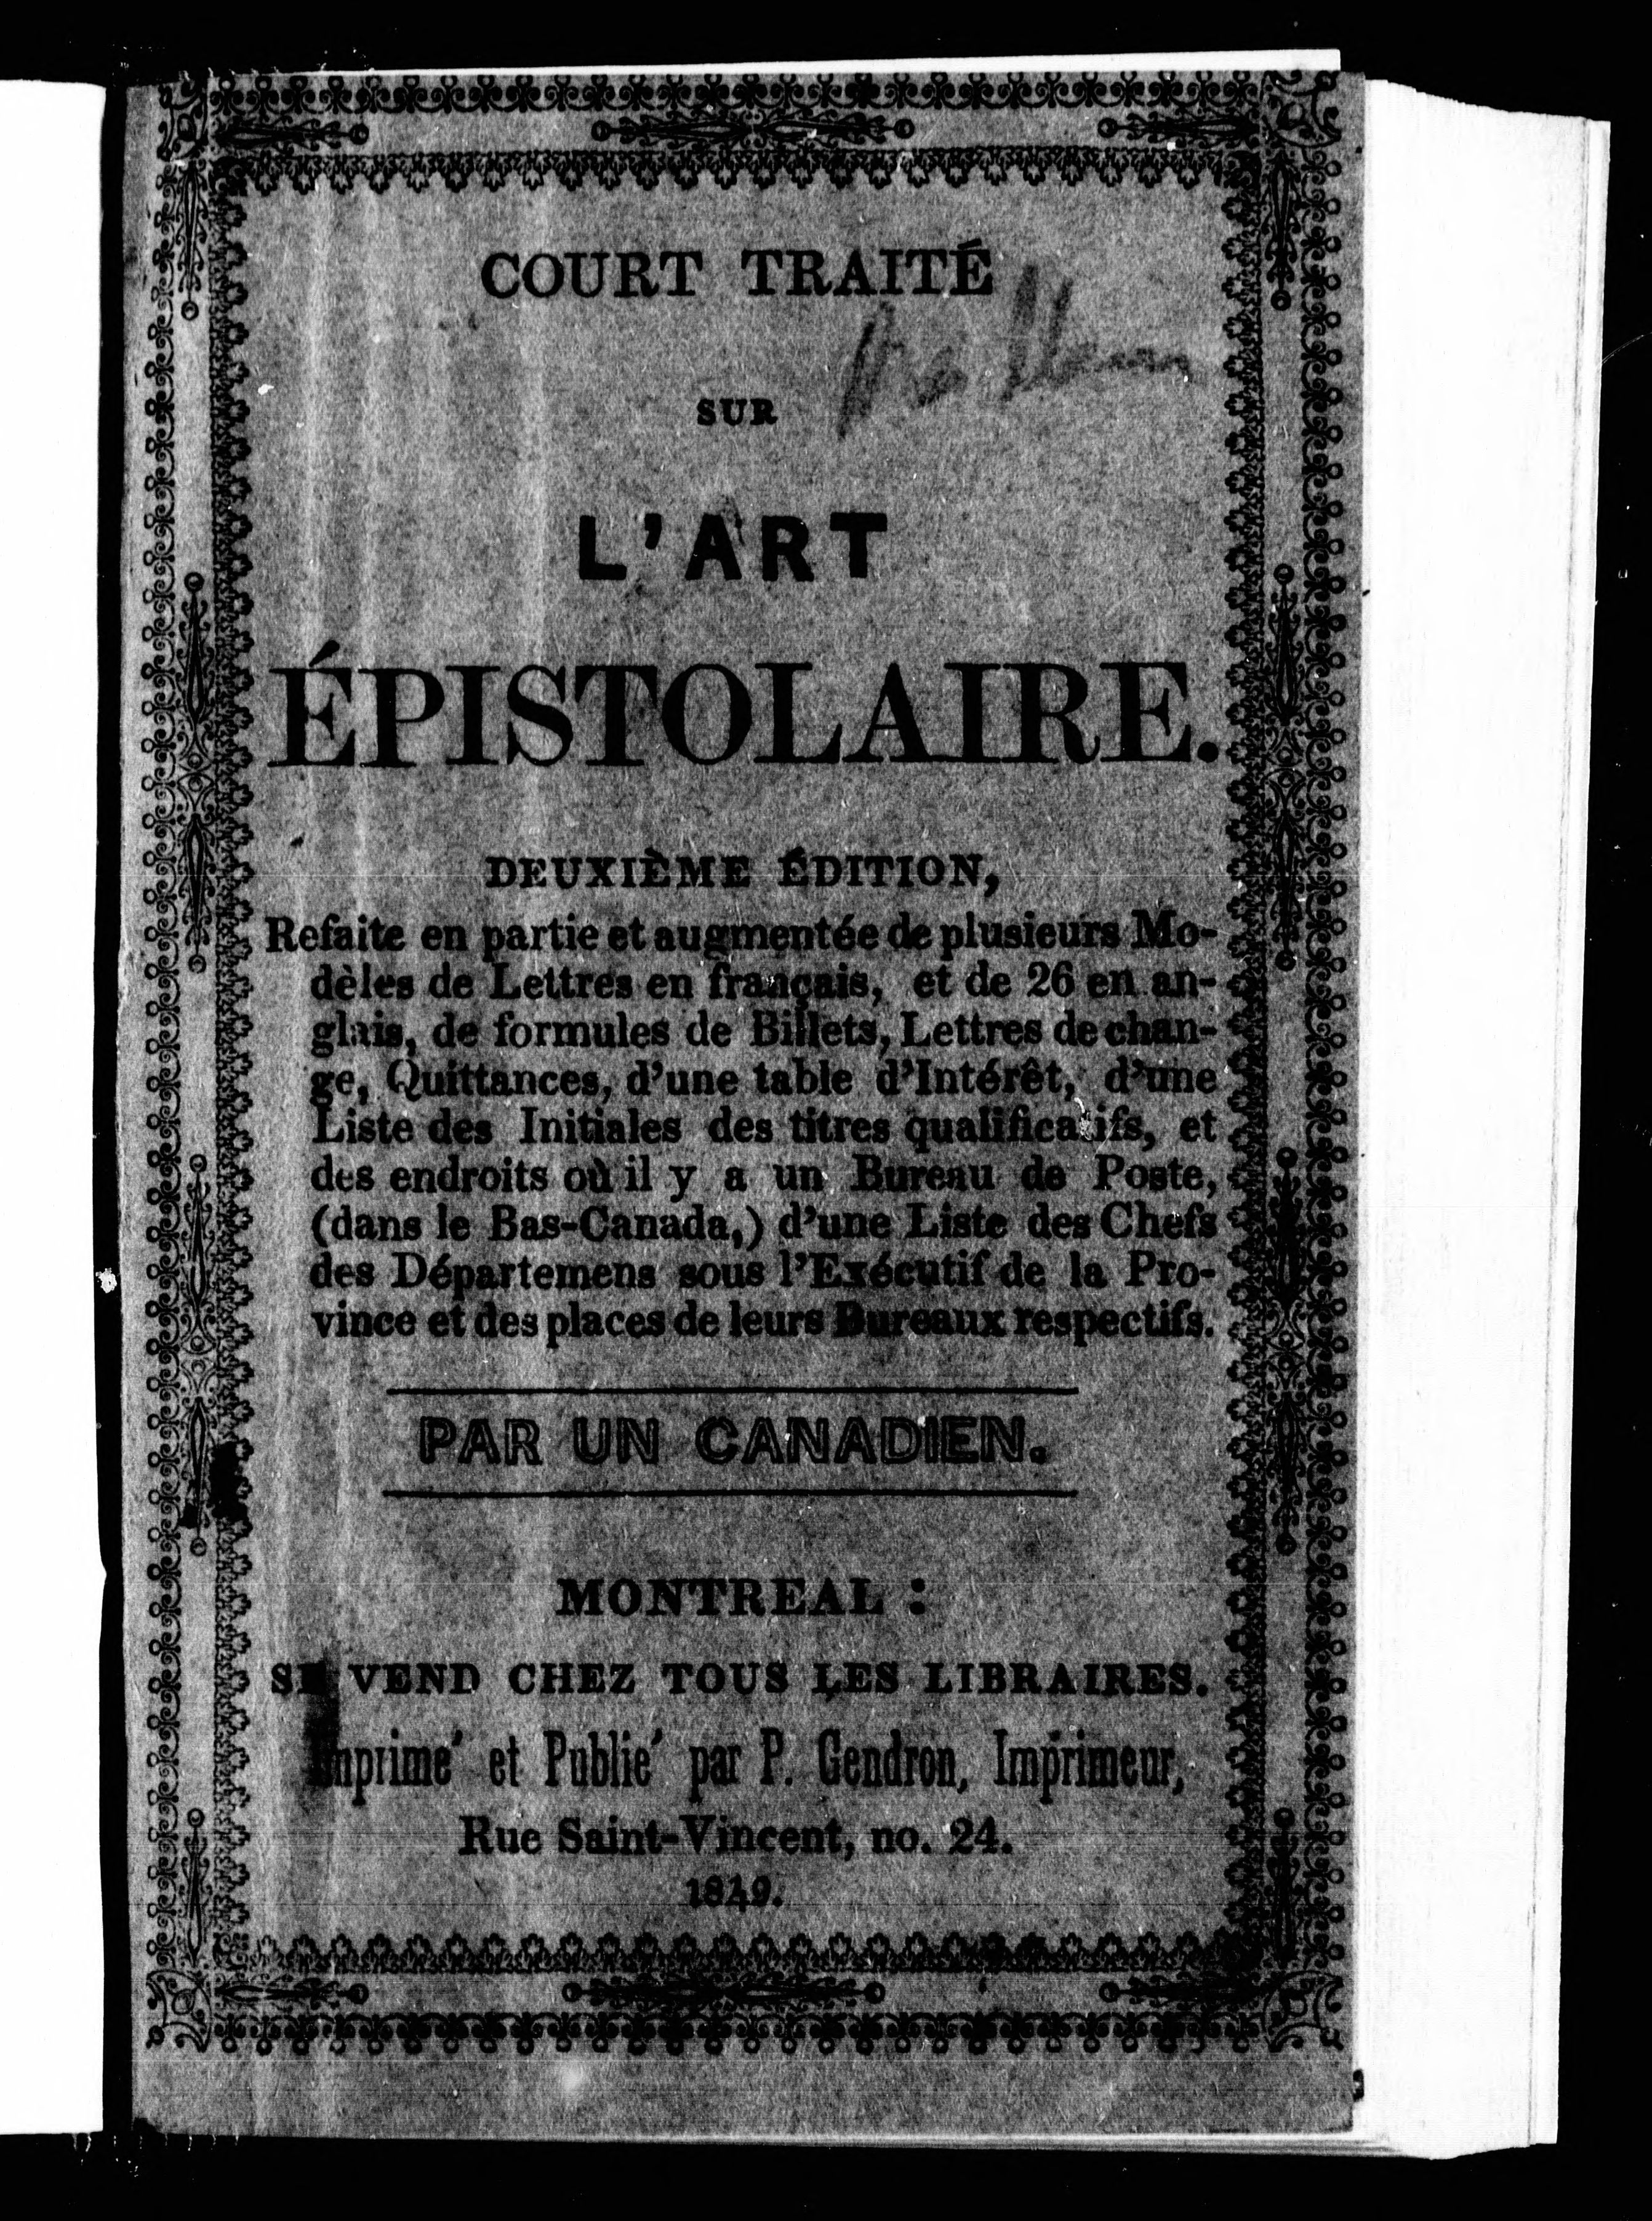 COURT TRAITÉ
SUR
L'ART
ÉPISTOLAIRE.
DEUXIÈME ÉDITION,
Refaite en partie et augmentée de plusieurs Mo-
dèles de Lettres en français, et de 26 en an-
glais, de formules de Billets, Lettres de chan-
ge, Quittances, d'une table d'Intérêt, d'une
Liste des Initiales des titres qualificatifs, et
des endroits où il y a un Bureau de Poste,
(dans le Bas-Canada,) d'une Liste des Chefs
des Départemens sous l'Exécutif de la Pro-
vince et des places de leurs Bureaux respectifs.
PAR UN CANADIEN.
MONTREAL :
SE VEND CHEZ TOUS LES LIBRAIRES.
Imprimé et Publié par P. Gendron, Imprimeur,
Rue Saint-Vincent, no. 24.
1849.